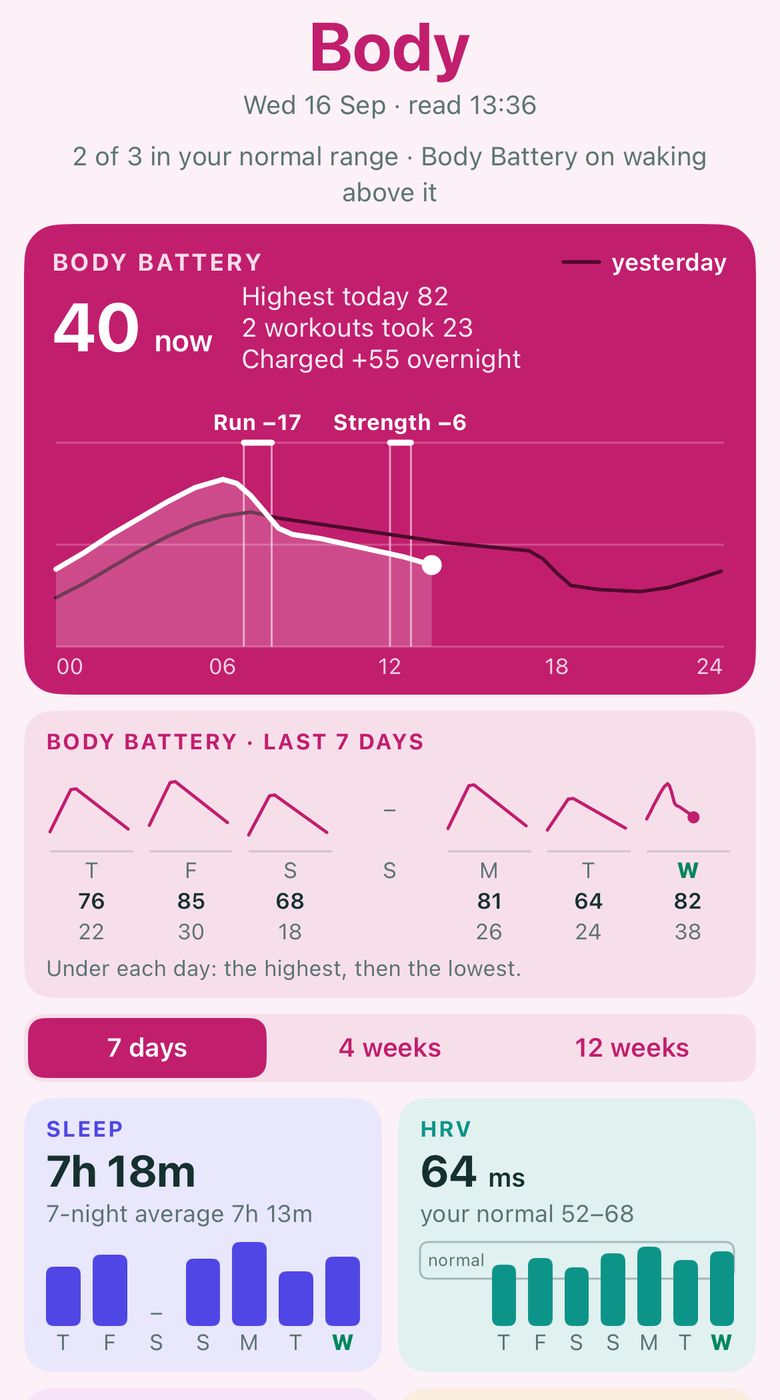 Body
Wed 16 Sep · read 13:36
2 of 3 in your normal range · Body Battery on waking
above it
BODY BATTERY
yesterday
40 now
Highest today 82
2 workouts took 23
Charged +55 overnight
Run −17
Strength −6
00 06 12 18 24
BODY BATTERY · LAST 7 DAYS
–
T F S S M T W
76 85 68 81 64 82
22 30 18 26 24 38
Under each day: the highest, then the lowest.
7 days 4 weeks 12 weeks
SLEEP
7h 18m
7-night average 7h 13m
–
T F S S M T W
HRV
64 ms
your normal 52–68
normal
T F S S M T W